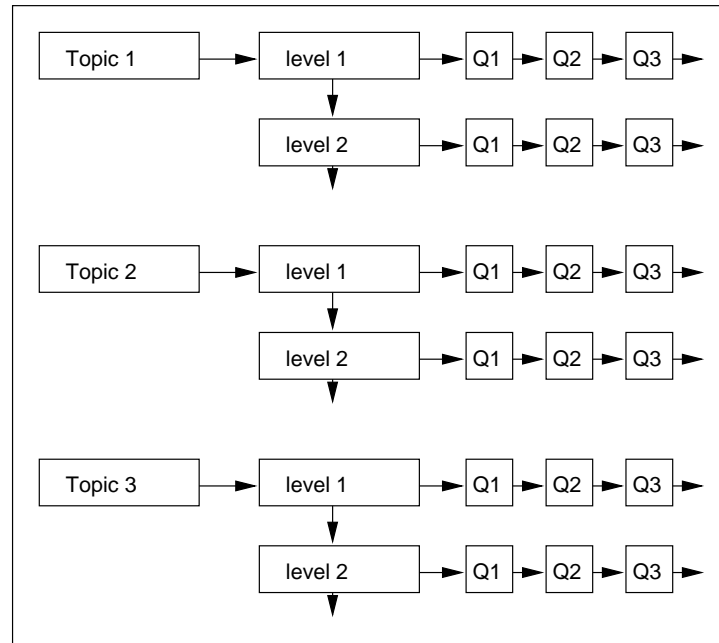 Topic 1 level 1 Q1 Q2 Q3
level 2 Q1 Q2 Q3
Topic 2 level 1 Q1 Q2 Q3
level 2 Q1 Q2 Q3
Topic 3 level 1 Q1 Q2 Q3
level 2 Q1 Q2 Q3